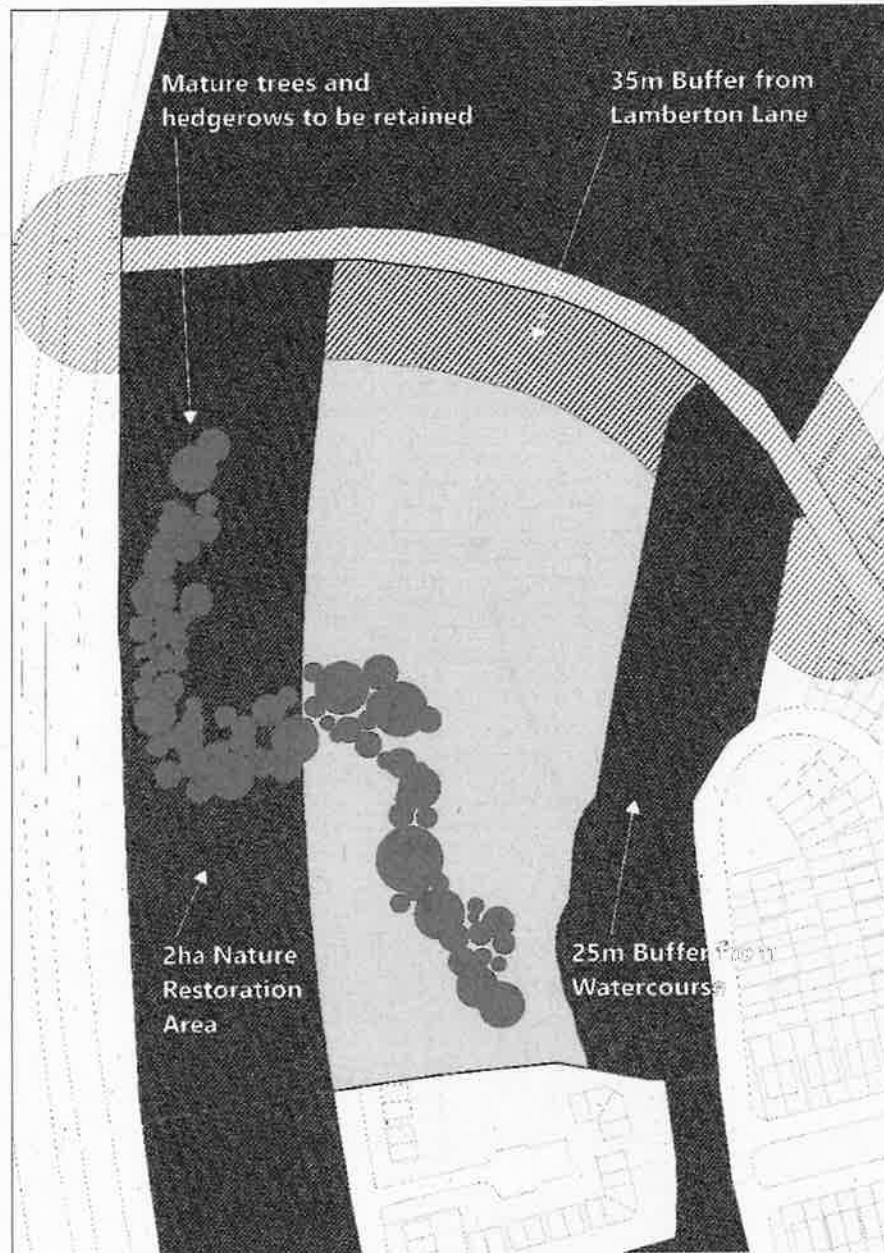 Mature trees and
hedgerows to be retained
35m Buffer from
Lamberton Lane
2ha Nature
Restoration
Area
25m Buffer from
Watercourse